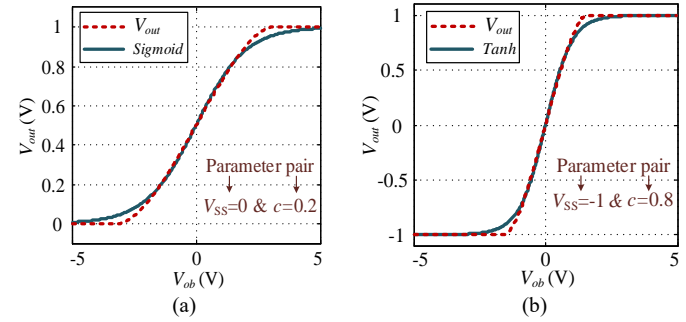 V_out
Sigmoid
V_out (V)
1
0.8
0.6
0.4
0.2
0
Parameter pair
V_SS=0 & c=0.2
-5
0
5
V_ob (V)
(a)
V_out
Tanh
V_out (V)
1
0.5
0
-0.5
-1
Parameter pair
V_SS=-1 & c=0.8
-5
0
5
V_ob (V)
(b)